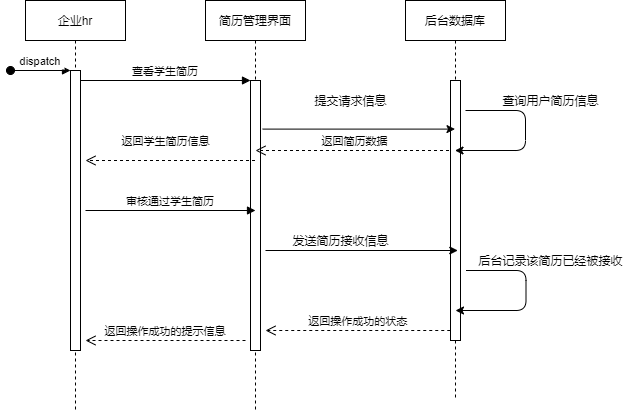 企业hr
简历管理界面
后台数据库
dispatch
查看学生简历
提交请求信息
查询用户简历信息
返回学生简历信息
返回简历数据
审核通过学生简历
发送简历接收信息
后台记录该简历已经被接收
返回操作成功的状态
返回操作成功的提示信息